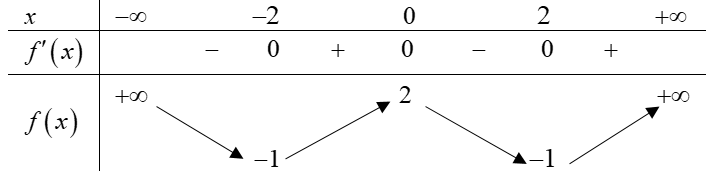 x −∞ −2 0 2 +∞
f′(x) − 0 + 0 − 0 +
+∞ 2 +∞
f(x)
−1 −1